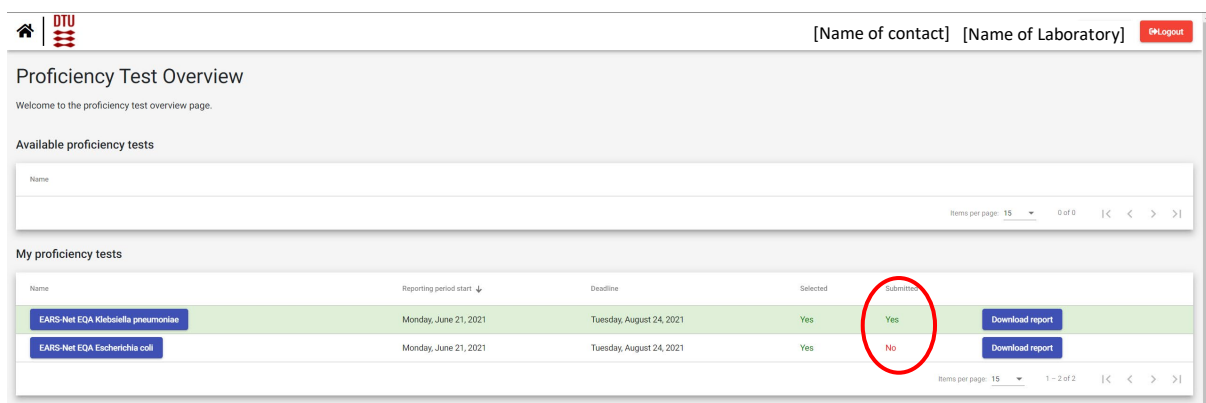 DTU
[Name of contact] [Name of Laboratory] Logout
Proficiency Test Overview
Welcome to the proficiency test overview page.
Available proficiency tests
Name
Items per page: 15 0 of 0
My proficiency tests
Name Reporting period start Deadline Selected Submitted
EARS-Net EQA Klebsiella pneumoniae Monday, June 21, 2021 Tuesday, August 24, 2021 Yes Yes Download report
EARS-Net EQA Escherichia coli Monday, June 21, 2021 Tuesday, August 24, 2021 Yes No Download report
Items per page: 15 1 – 2 of 2